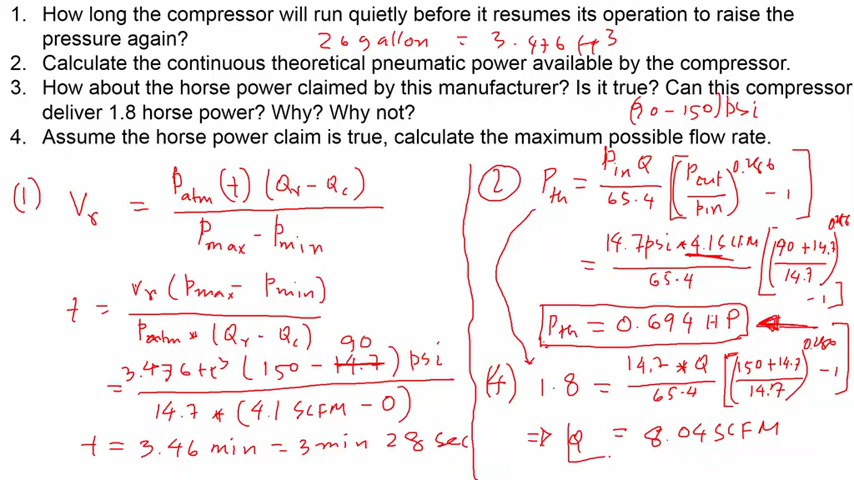 1. How long the compressor will run quietly before it resumes its operation to raise the
pressure again?
26 gallon = 3.476 ft3
2. Calculate the continuous theoretical pneumatic power available by the compressor.
3. How about the horse power claimed by this manufacturer? Is it true? Can this compressor
deliver 1.8 horse power? Why? Why not?
(90-150) psi
4. Assume the horse power claim is true, calculate the maximum possible flow rate.
(1) Vr = Patm (t) (Qr - Qc) / Pmax - Pmin
t = Vr (Pmax - Pmin) / Patm * (Qr - Qc)
90
= 3.476 ft3 (150 - 14.7) psi / 14.7 * (4.1 SCFM - 0)
t = 3.46 min = 3 min 28 sec
(2) Pth = Pin Q / 65.4 [(Pout / Pin)^0.286 - 1]
= 14.7psi * 4.1 SCFM / 65.4 [(90 + 14.7 / 14.7)^0.286 - 1]
Pth = 0.694 HP
(4) 1.8 = 14.7 * Q / 65.4 [(150 + 14.7 / 14.7)^0.286 - 1]
=> Q = 8.04 SCFM